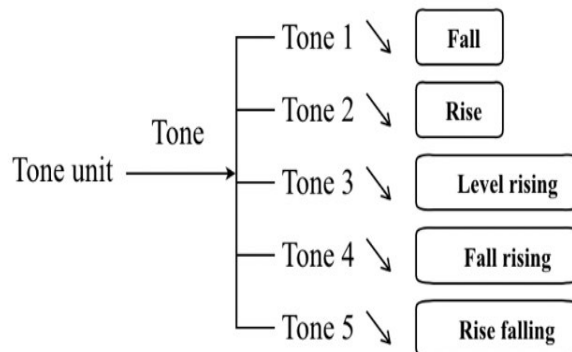 Tone 1 ↘ Fall
Tone 2 ↘ Rise
Tone
Tone unit
Tone 3 ↘ Level rising
Tone 4 ↘ Fall rising
Tone 5 ↘ Rise falling